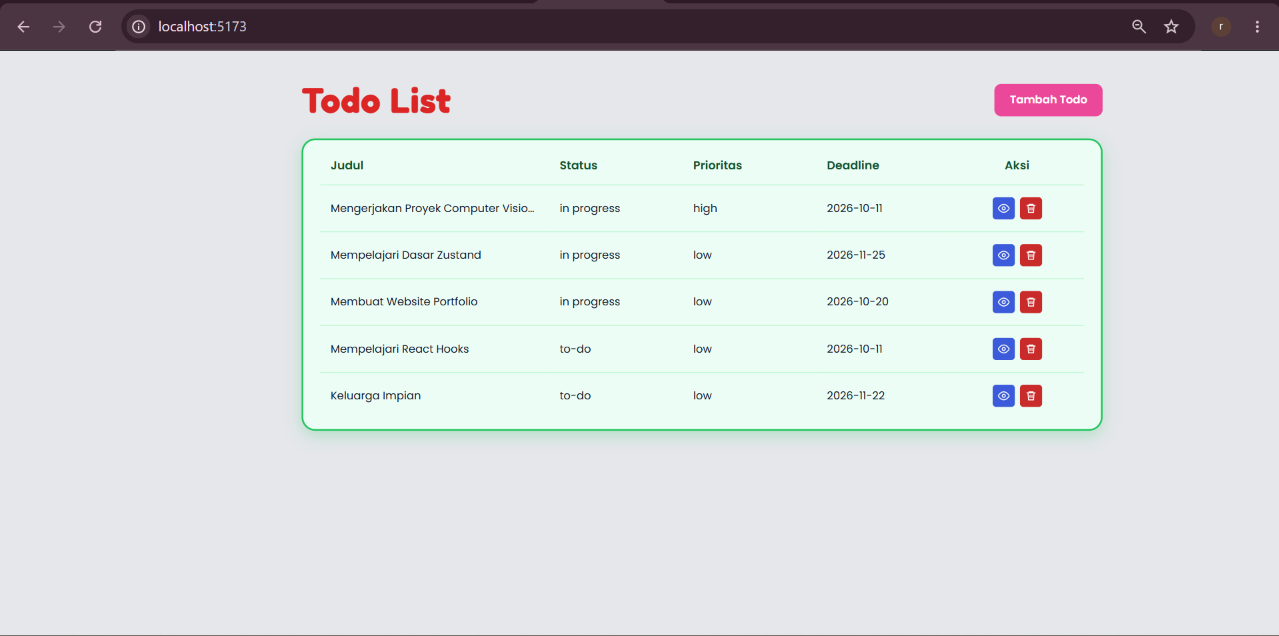 localhost:5173
r
Todo List
Tambah Todo
Judul Status Prioritas Deadline Aksi
Mengerjakan Proyek Computer Visio... in progress high 2026-10-11
Mempelajari Dasar Zustand in progress low 2026-11-25
Membuat Website Portfolio in progress low 2026-10-20
Mempelajari React Hooks to-do low 2026-10-11
Keluarga Impian to-do low 2026-11-22